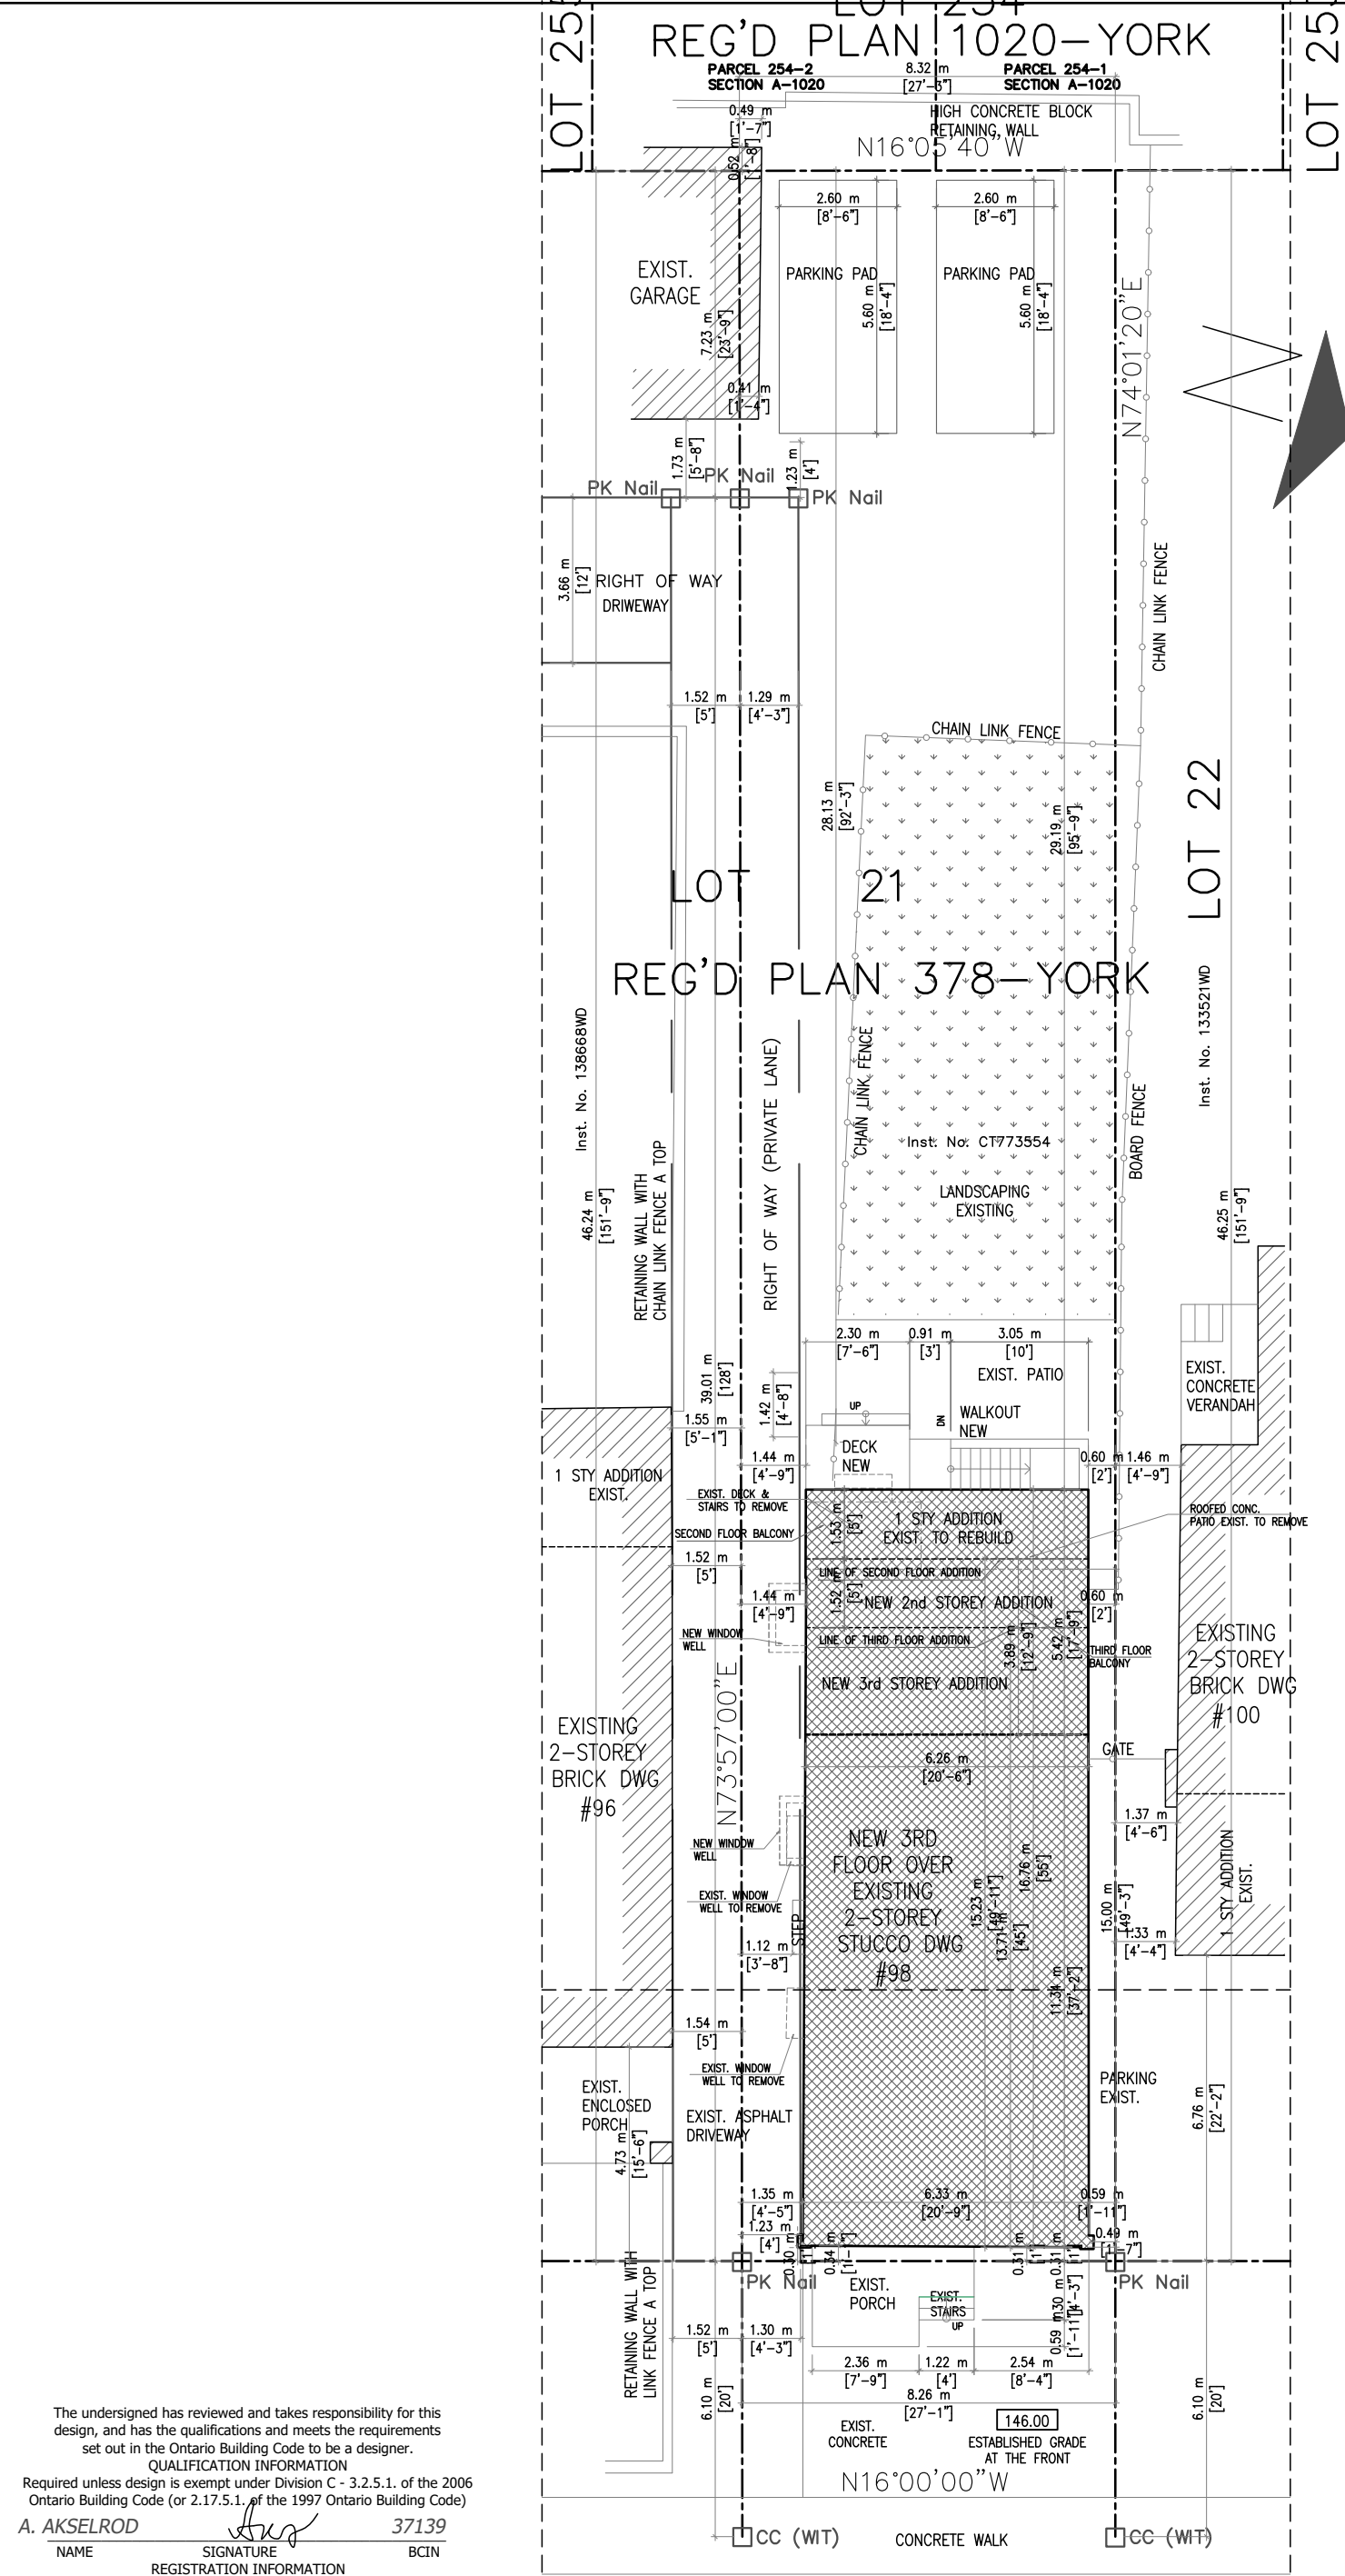 LOT 254
REG'D PLAN 1020-YORK
LOT 25
LOT 25
PARCEL 254-2
SECTION A-1020
8.32 m
[27'-3"]
PARCEL 254-1
SECTION A-1020
0.49 m
[1'-7"]
HIGH CONCRETE BLOCK
RETAINING WALL
N16°05'40"W
0.52 m
[1'-8"]
2.60 m
[8'-6"]
2.60 m
[8'-6"]
EXIST.
GARAGE
PARKING PAD
PARKING PAD
5.60 m
[18'-4"]
5.60 m
[18'-4"]
7.23 m
[23'-9"]
N74°01'20"E
0.41 m
[1'-4"]
1.73 m
[5'-8"]
1.23 m
[4']
PK Nail
PK Nail
PK Nail
3.66 m
[12']
RIGHT OF WAY
DRIWEWAY
CHAIN LINK FENCE
1.52 m
[5']
1.29 m
[4'-3"]
CHAIN LINK FENCE
28.13 m
[92'-3"]
29.19 m
[95'-9"]
LOT 21
LOT 22
REG'D PLAN 378-YORK
Inst. No. 138668WD
Inst. No. 133521WD
CHAIN LINK FENCE
RIGHT OF WAY (PRIVATE LANE)
BOARD FENCE
Inst. No. CT773554
RETAINING WALL WITH
CHAIN LINK FENCE A TOP
LANDSCAPING
EXISTING
46.24 m
[151'-9"]
46.25 m
[151'-9"]
2.30 m
[7'-6"]
0.91 m
[3']
3.05 m
[10']
39.01 m
[128']
1.42 m
[4'-8"]
EXIST. PATIO
EXIST.
CONCRETE
VERANDAH
UP
DN
WALKOUT
NEW
1.55 m
[5'-1"]
DECK
NEW
1.44 m
[4'-9"]
0.60 m
[2']
1.46 m
[4'-9"]
1 STY ADDITION
EXIST.
EXIST. DECK &
STAIRS TO REMOVE
ROOFED CONC.
PATIO EXIST. TO REMOVE
SECOND FLOOR BALCONY
1.53 m
[5']
1 STY ADDITION
EXIST. TO REBUILD
1.52 m
[5']
LINE OF SECOND FLOOR ADDITION
1.44 m
[4'-9"]
1.52 m
[5']
NEW 2nd STOREY ADDITION
0.60 m
[2']
NEW WINDOW
WELL
LINE OF THIRD FLOOR ADDITION
3.89 m
[12'-9"]
5.42 m
[17'-9"]
THIRD FLOOR
BALCONY
EXISTING
2-STOREY
BRICK DWG
#100
NEW 3rd STOREY ADDITION
N73°57'00"E
EXISTING
2-STOREY
BRICK DWG
#96
6.26 m
[20'-6"]
GATE
1.37 m
[4'-6"]
NEW WINDOW
WELL
NEW 3RD
FLOOR OVER
EXISTING
2-STOREY
STUCCO DWG
#98
EXIST. WINDOW
WELL TO REMOVE
STEP
15.23 m
[49'-11"]
13.71 m
[45']
16.76 m
[55']
15.00 m
[49'-3"]
1 STY ADDITION
EXIST.
1.33 m
[4'-4"]
1.12 m
[3'-8"]
11.34 m
[37'-2"]
1.54 m
[5']
EXIST. WINDOW
WELL TO REMOVE
PARKING
EXIST.
EXIST.
ENCLOSED
PORCH
EXIST. ASPHALT
DRIVEWAY
4.73 m
[15'-6"]
6.76 m
[22'-2"]
1.35 m
[4'-5"]
6.33 m
[20'-9"]
0.59 m
[1'-11"]
1.23 m
[4']
0.49 m
[1'-7"]
0.30 m
[1']
0.34 m
[1'-1"]
0.31 m
[1']
0.31 m
[1']
PK Nail
PK Nail
EXIST.
PORCH
EXIST.
STAIRS
UP
1.30 m
[4'-3"]
0.59 m
[1'-11"]
RETAINING WALL WITH
LINK FENCE A TOP
1.52 m
[5']
1.30 m
[4'-3"]
2.36 m
[7'-9"]
1.22 m
[4']
2.54 m
[8'-4"]
6.10 m
[20']
8.26 m
[27'-1"]
6.10 m
[20']
146.00
EXIST.
CONCRETE
ESTABLISHED GRADE
AT THE FRONT
N16°00'00"W
CC (WIT)
CONCRETE WALK
CC (WIT)
The undersigned has reviewed and takes responsibility for this
design, and has the qualifications and meets the requirements
set out in the Ontario Building Code to be a designer.
QUALIFICATION INFORMATION
Required unless design is exempt under Division C - 3.2.5.1. of the 2006
Ontario Building Code (or 2.17.5.1. of the 1997 Ontario Building Code)
A. AKSELROD 37139
NAME SIGNATURE BCIN
REGISTRATION INFORMATION